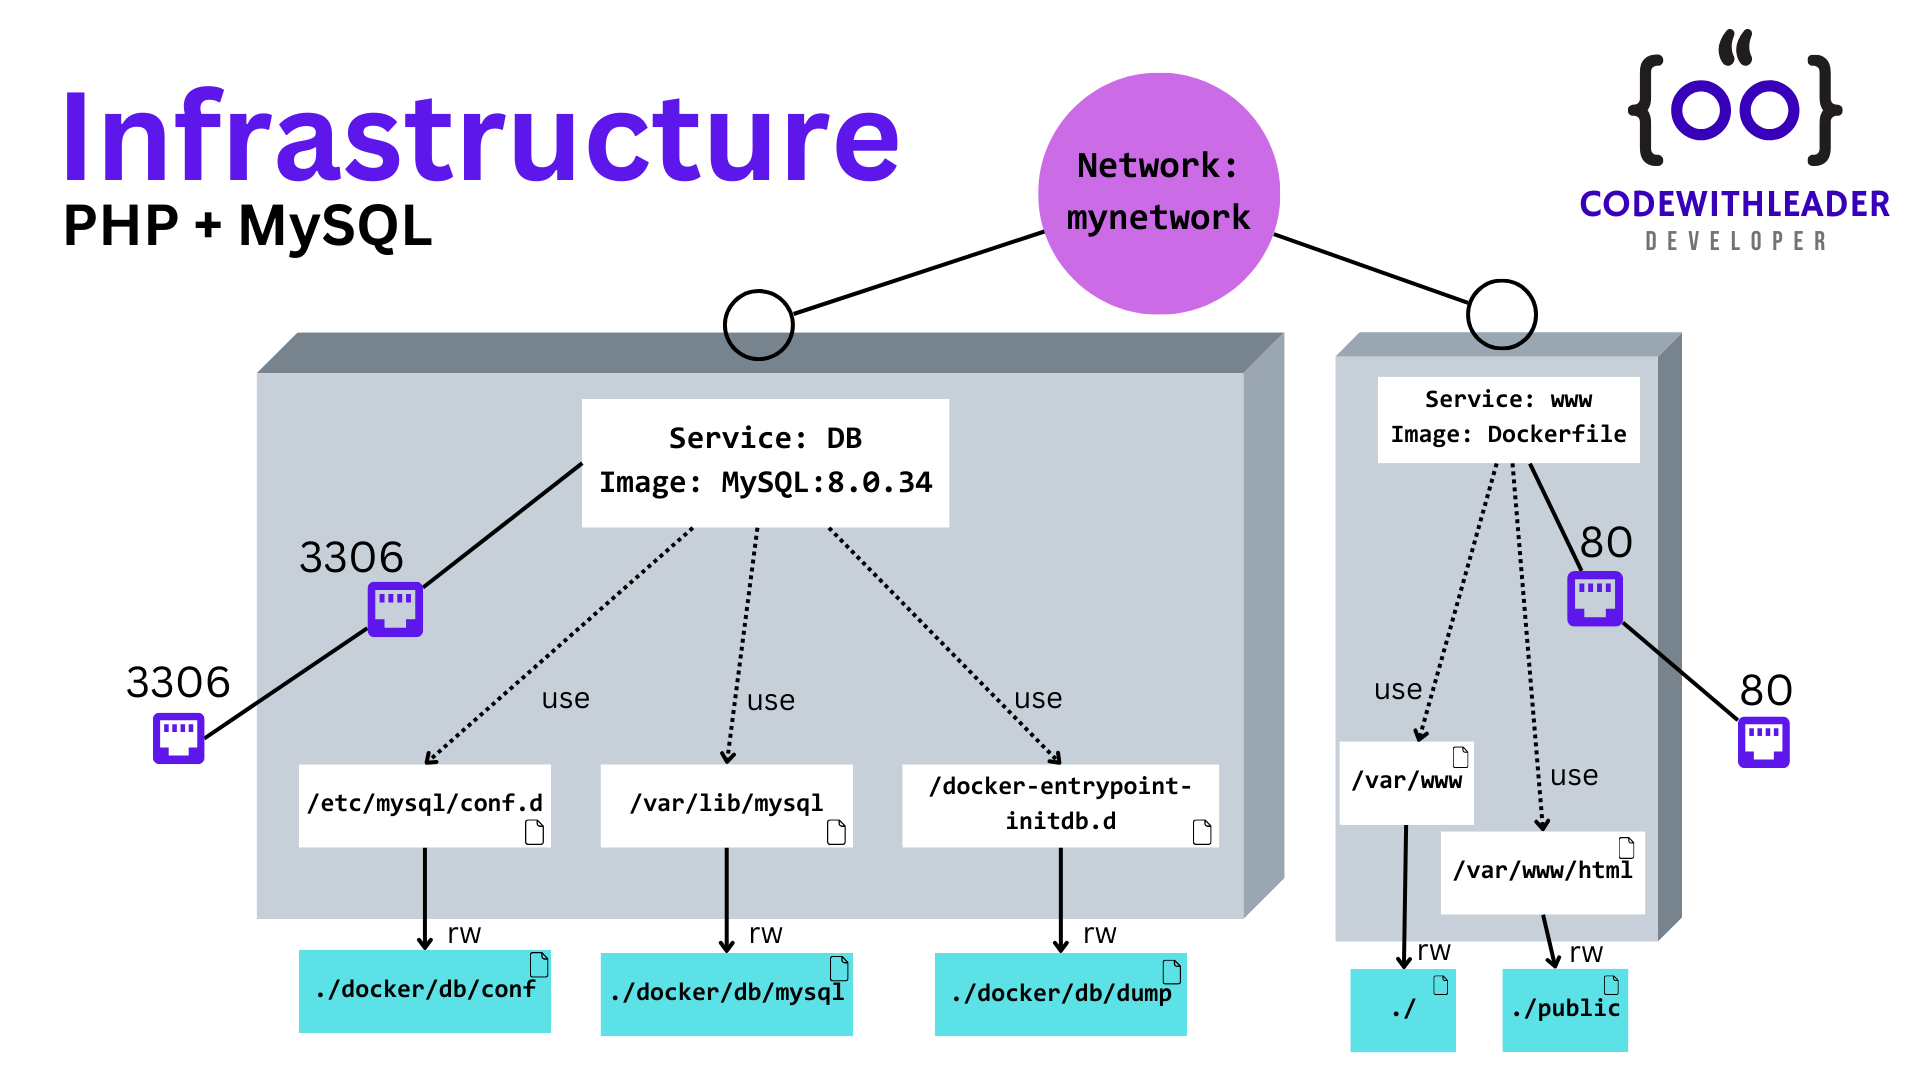 Infrastructure
PHP + MySQL
Network:
mynetwork
CODEWITHLEADER
DEVELOPER
Service: DB
Image: MySQL:8.0.34
Service: www
Image: Dockerfile
3306
3306
80
80
use
use
use
use
use
/etc/mysql/conf.d
/var/lib/mysql
/docker-entrypoint-
initdb.d
/var/www
/var/www/html
rw
rw
rw
rw
rw
./docker/db/conf
./docker/db/mysql
./docker/db/dump
./
./public